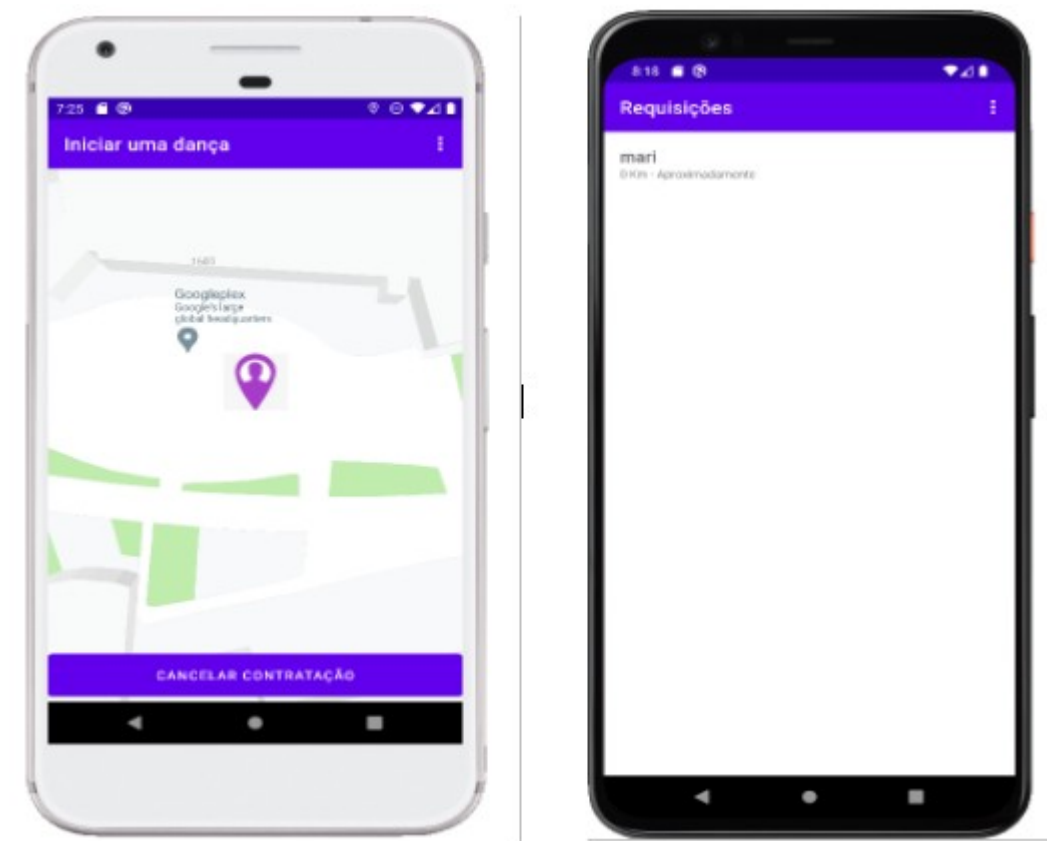 7:25
Iniciar uma dança
1600
Googleplex
Google's large
global headquarters
CANCELAR CONTRATAÇÃO
8:18
Requisições
mari
0 Km - Aproximadamente